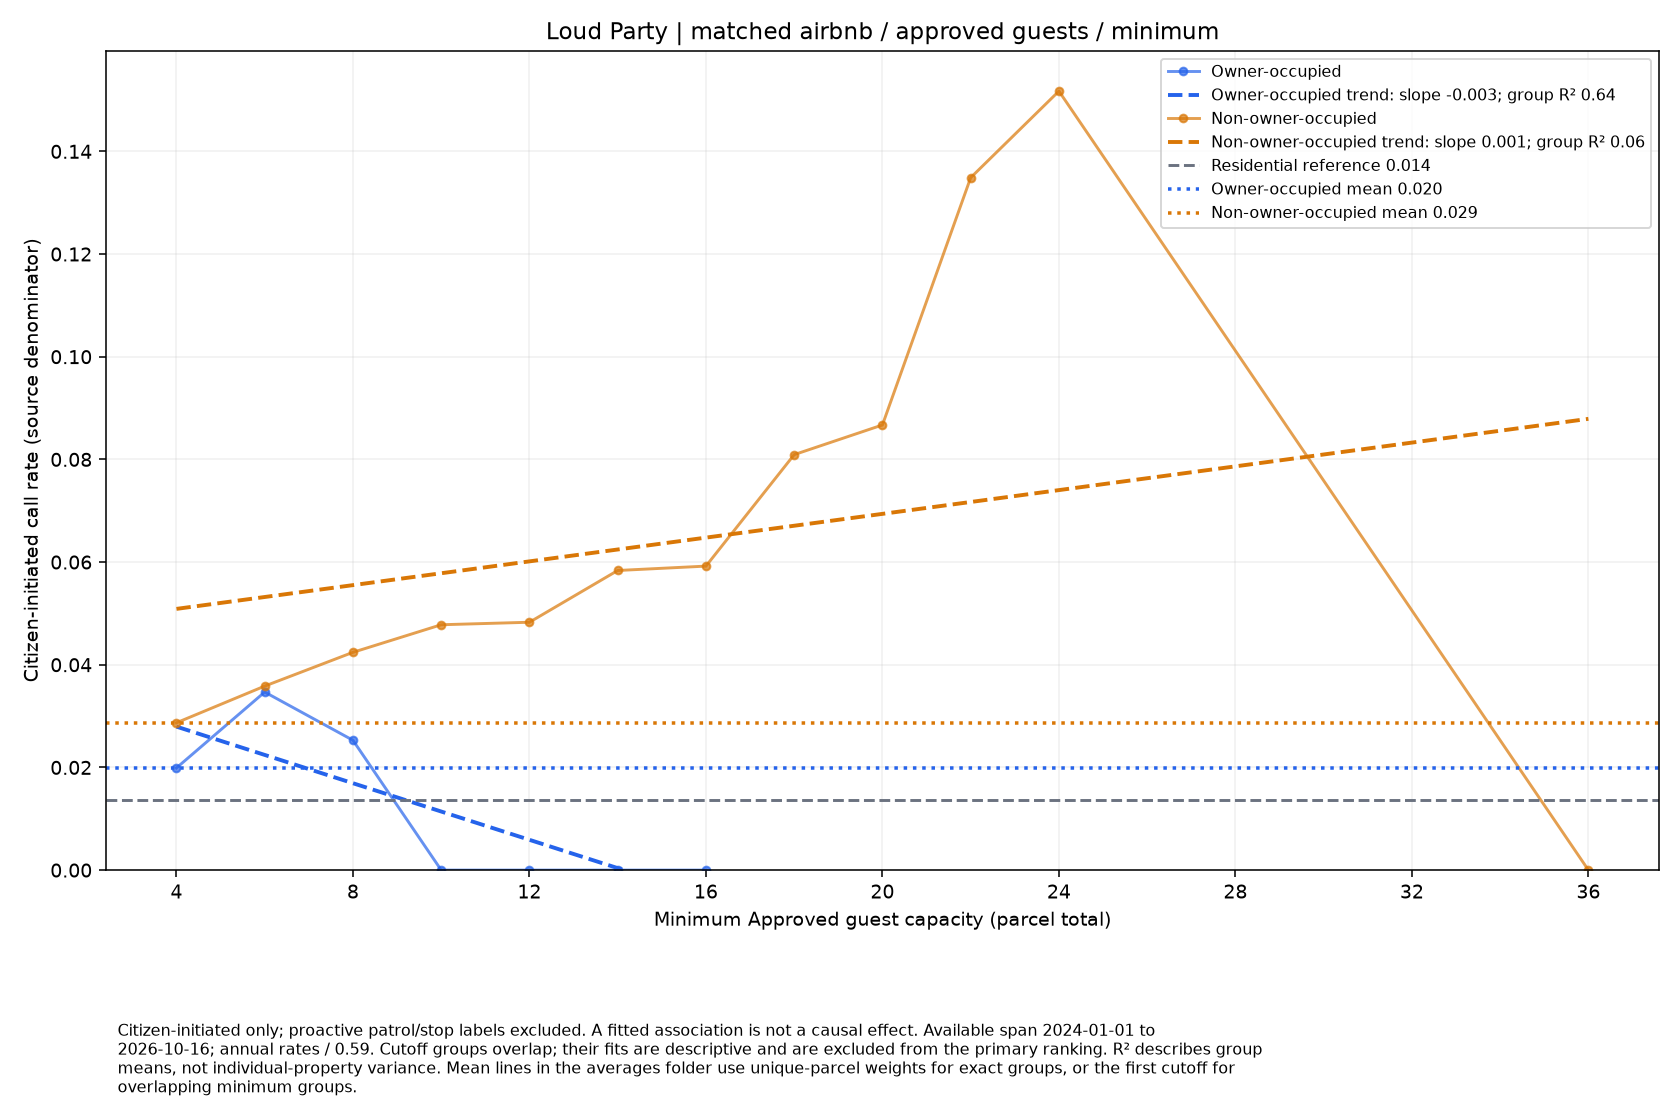 Loud Party | matched airbnb / approved guests / minimum
Owner-occupied
Owner-occupied trend: slope -0.003; group R² 0.64
Non-owner-occupied
Non-owner-occupied trend: slope 0.001; group R² 0.06
Residential reference 0.014
Owner-occupied mean 0.020
Non-owner-occupied mean 0.029
Citizen-initiated call rate (source denominator)
0.14
0.12
0.10
0.08
0.06
0.04
0.02
0.00
4 8 12 16 20 24 28 32 36
Minimum Approved guest capacity (parcel total)
Citizen-initiated only; proactive patrol/stop labels excluded. A fitted association is not a causal effect. Available span 2024-01-01 to
2026-10-16; annual rates / 0.59. Cutoff groups overlap; their fits are descriptive and are excluded from the primary ranking. R² describes group
means, not individual-property variance. Mean lines in the averages folder use unique-parcel weights for exact groups, or the first cutoff for
overlapping minimum groups.